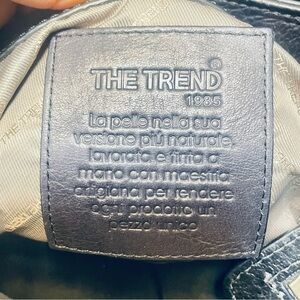 THE TREND®
1985
La pelle nella sua
versione più naturale,
lavorata e tinta a
mano con maestria
artigiana per rendere
ogni prodotto un
pezzo unico